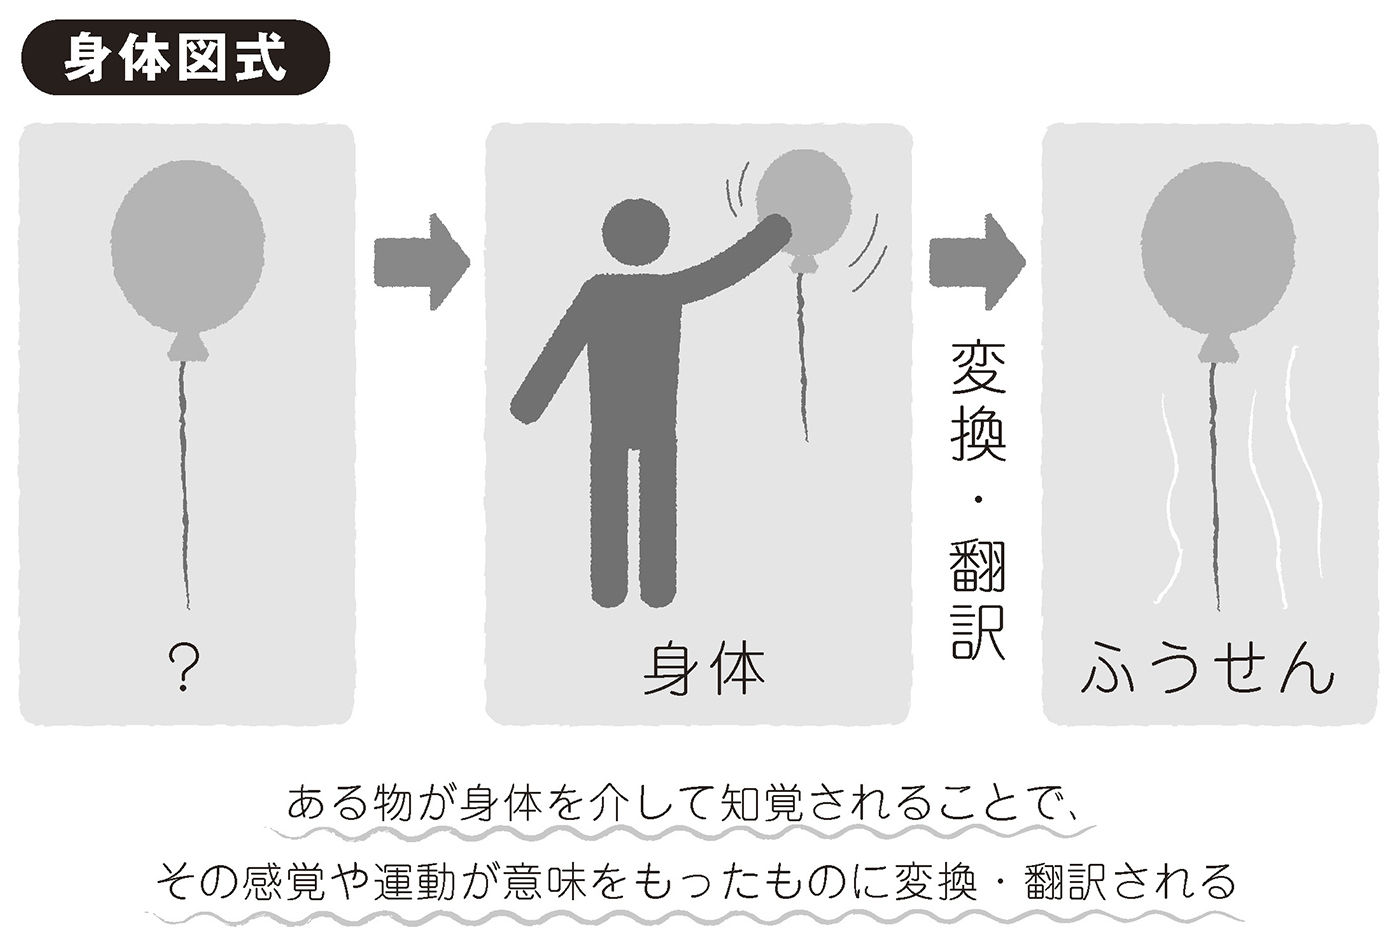 身体図式
?
身体
変換・翻訳
ふうせん
ある物が身体を介して知覚されることで、
その感覚や運動が意味をもったものに変換・翻訳される